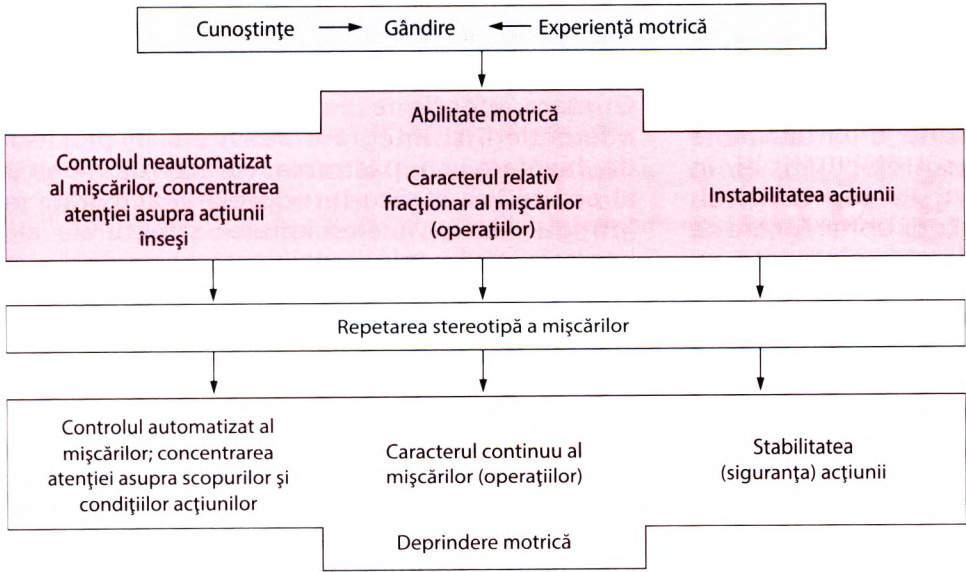 Cunoştinţe → Gândire ← Experienţă motrică
Abilitate motrică
Controlul neautomatizat
al mişcărilor, concentrarea
atenţiei asupra acţiunii
înseşi
Caracterul relativ
fracţionar al mişcărilor
(operaţiilor)
Instabilitatea acţiunii
Repetarea stereotipă a mişcărilor
Controlul automatizat al
mişcărilor; concentrarea
atenţiei asupra scopurilor şi
condiţiilor acţiunilor
Caracterul continuu al
mişcărilor (operaţiilor)
Stabilitatea
(siguranţa) acţiunii
Deprindere motrică